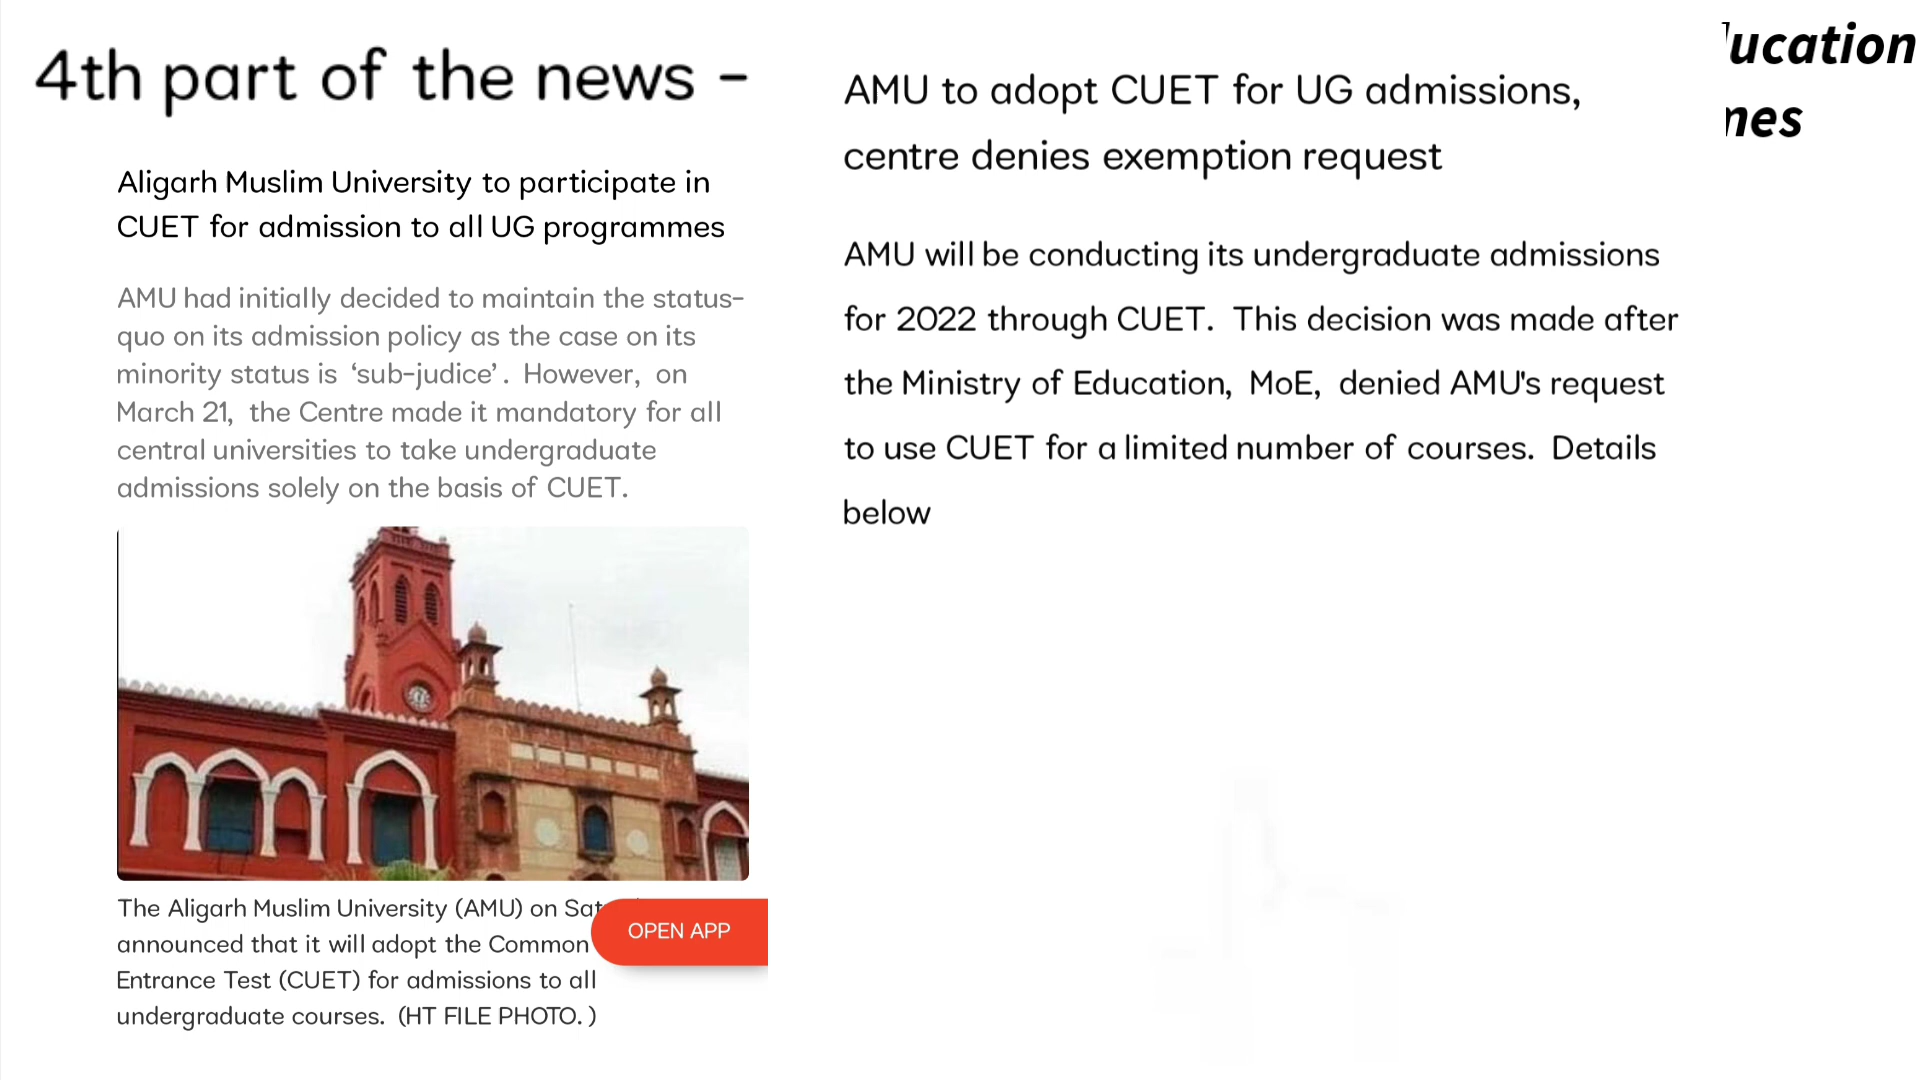 4th part of the news -
Aligarh Muslim University to participate in
CUET for admission to all UG programmes
AMU had initially decided to maintain the status-
quo on its admission policy as the case on its
minority status is ‘sub-judice’. However, on
March 21, the Centre made it mandatory for all
central universities to take undergraduate
admissions solely on the basis of CUET.
The Aligarh Muslim University (AMU) on
announced that it will adopt the Common
Entrance Test (CUET) for admissions to all
undergraduate courses. (HT FILE PHOTO.)
OPEN APP
AMU to adopt CUET for UG admissions,
centre denies exemption request
AMU will be conducting its undergraduate admissions
for 2022 through CUET. This decision was made after
the Ministry of Education, MoE, denied AMU's request
to use CUET for a limited number of courses. Details
below